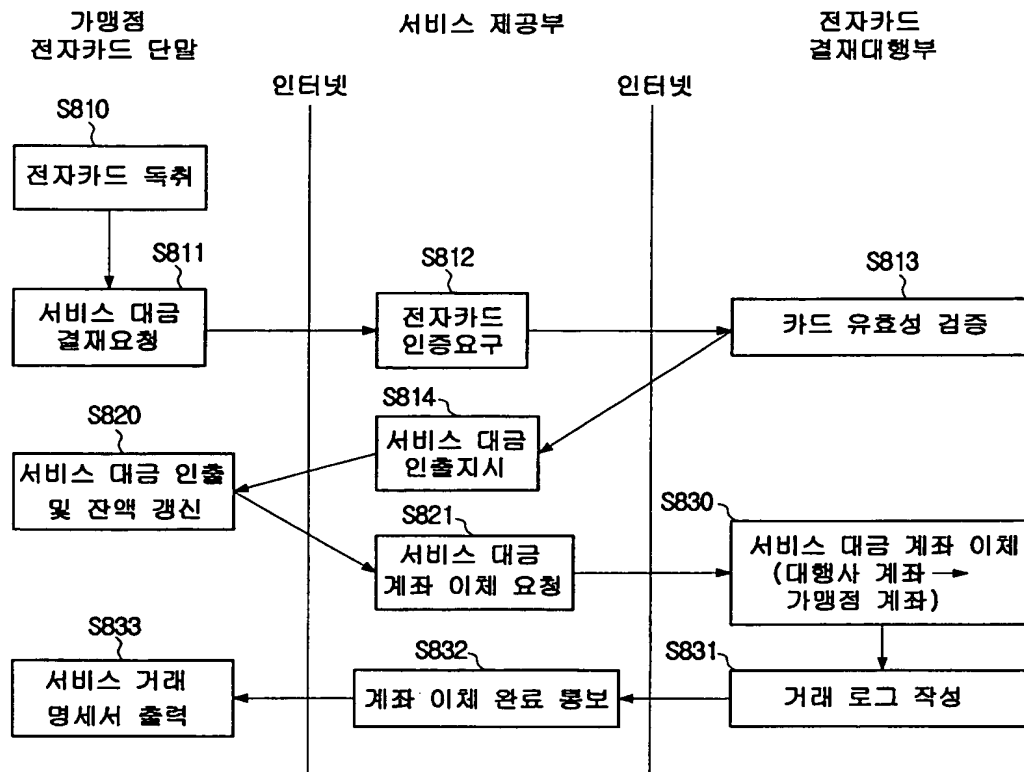 가맹점
전자카드 단말
서비스 제공부
전자카드
결재대행부
인터넷
인터넷
S810
전자카드 독취
S811
서비스 대금
결재요청
S812
전자카드
인증요구
S813
카드 유효성 검증
S814
서비스 대금
인출지시
S820
서비스 대금 인출
및 잔액 갱신
S821
서비스 대금
계좌 이체 요청
S830
서비스 대금 계좌 이체
(대행사 계좌 →
가맹점 계좌)
S831
거래 로그 작성
S832
계좌 이체 완료 통보
S833
서비스 거래
명세서 출력